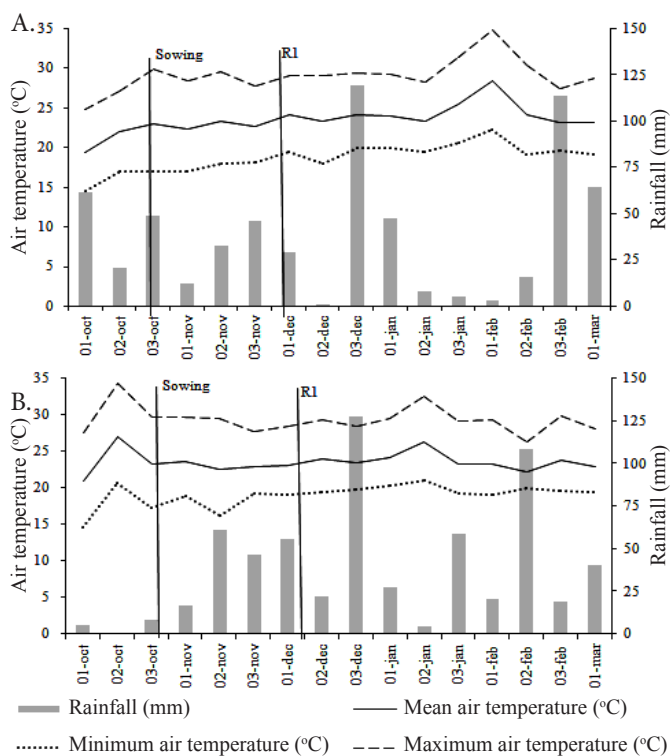 A.
Sowing
R1
35
30
25
20
15
10
5
0
Air temperature (ºC)
150
125
100
75
50
25
0
Rainfall (mm)
01-oct
02-oct
03-oct
01-nov
02-nov
03-nov
01-dec
02-dec
03-dec
01-jan
02-jan
03-jan
01-feb
02-feb
03-feb
01-mar
B.
Sowing
R1
35
30
25
20
15
10
5
0
Air temperature (ºC)
150
125
100
75
50
25
0
Rainfall (mm)
01-oct
02-oct
03-oct
01-nov
02-nov
03-nov
01-dec
02-dec
03-dec
01-jan
02-jan
03-jan
01-feb
02-feb
03-feb
01-mar
Rainfall (mm) Mean air temperature (ºC)
Minimum air temperature (ºC) Maximum air temperature (ºC)